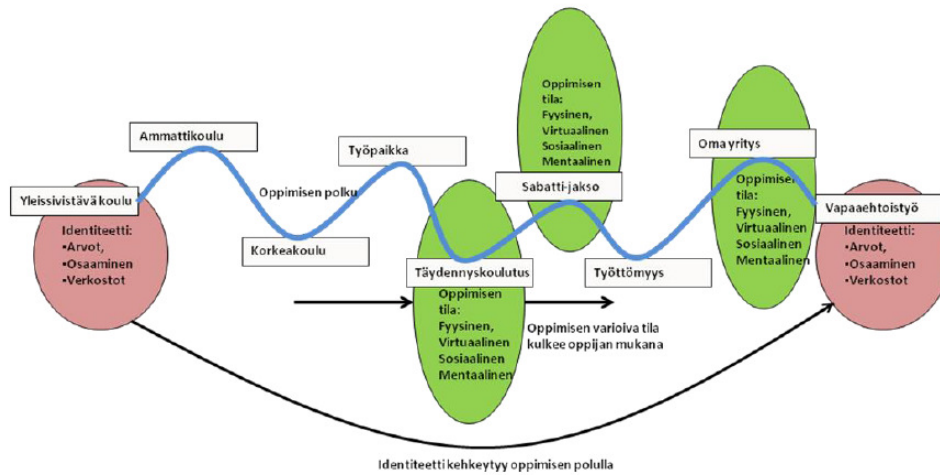 Yleissivistävä koulu
Identiteetti:
•Arvot,
•Osaaminen
•Verkostot
Ammattikoulu
Oppimisen polku
Korkeakoulu
Työpaikka
Täydennyskoulutus
Oppimisen
tila:
Fyysinen,
Virtuaalinen
Sosiaalinen
Mentaalinen
Oppimisen
tila:
Fyysinen,
Virtuaalinen
Sosiaalinen
Mentaalinen
Sabatti-jakso
Työttömyys
Oppimisen varioiva tila
kulkee oppijan mukana
Oma yritys
Oppimisen
tila:
Fyysinen,
Virtuaalinen
Sosiaalinen
Mentaalinen
Vapaaehtoistyö
Identiteetti:
•Arvot,
•Osaaminen
•Verkostot
Identiteetti kehkeytyy oppimisen polulla